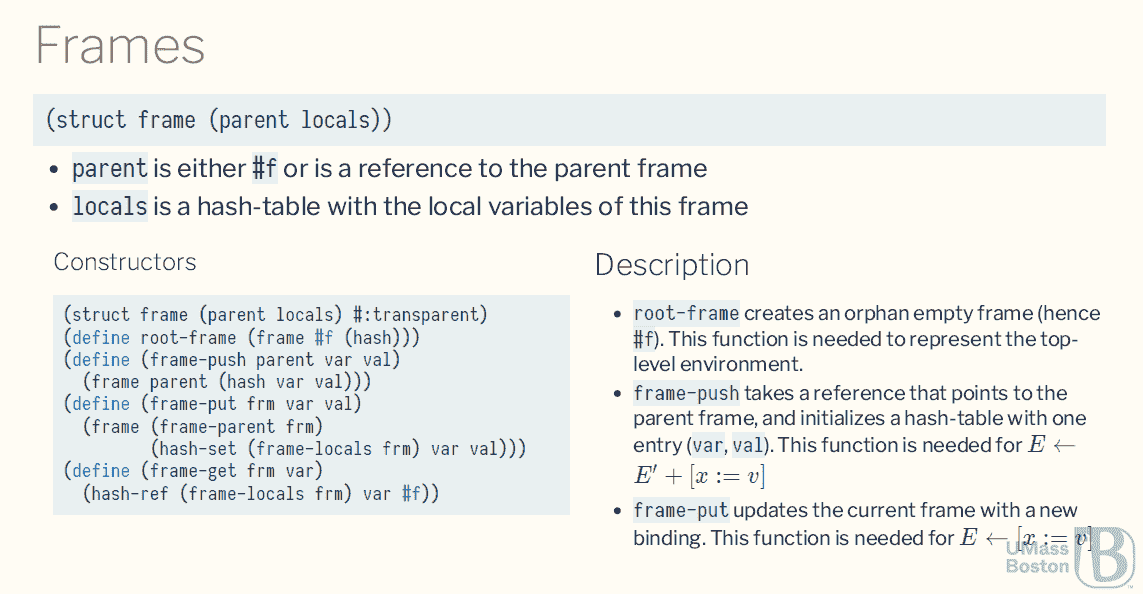 Frames
(struct frame (parent locals))
• parent is either #f or is a reference to the parent frame
• locals is a hash-table with the local variables of this frame
Constructors
(struct frame (parent locals) #:transparent)
(define root-frame (frame #f (hash)))
(define (frame-push parent var val)
  (frame parent (hash var val)))
(define (frame-put frm var val)
  (frame (frame-parent frm)
         (hash-set (frame-locals frm) var val)))
(define (frame-get frm var)
  (hash-ref (frame-locals frm) var #f))
Description
• root-frame creates an orphan empty frame (hence
#f). This function is needed to represent the top-
level environment.
• frame-push takes a reference that points to the
parent frame, and initializes a hash-table with one
entry (var, val). This function is needed for E ←
E′ + [x := v]
• frame-put updates the current frame with a new
binding. This function is needed for E ← [x := v]
UMass
Boston
B